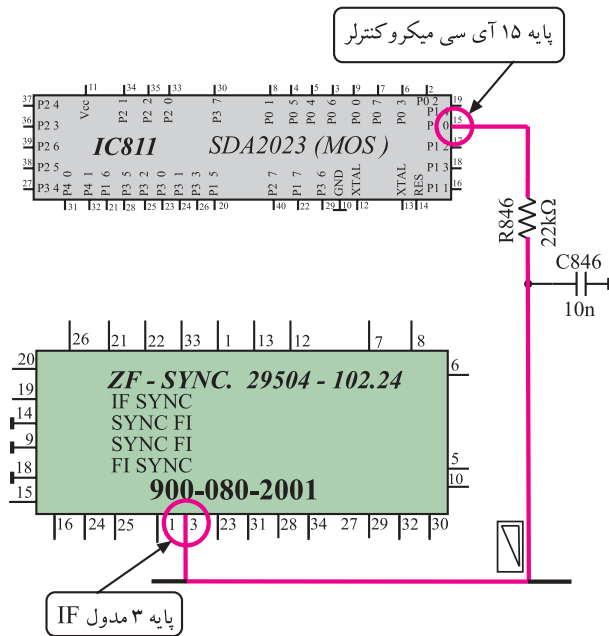 پایه ۱۵ آی سی میکروکنترلر
11 34 35 33 30 8 4 5 3 9 7 6 2
37 P2 4 Vcc P2 1 P2 2 P2 0 P3 7 P0 1 P0 5 P0 4 P0 6 P0 0 P0 7 P0 3 P0 2 19
P1 4
36 P2 3 P1 0 15
39 P2 6 IC811 SDA2023 (MOS) P1 2 17
38 P2 5 P1 3 18
27 P3 4 P4 0 P4 1 P1 6 P3 5 P3 2 P3 0 P3 1 P3 3 P1 5 P2 7 P1 7 P3 6 GND XTAL XTAL RES P1 1 16
31 32 21 28 25 23 24 26 20 40 22 29 10 12 13 14
R846
22kΩ
C846
10n
26 21 22 33 1 13 12 7 8
20 6
ZF - SYNC. 29504 - 102.24
19 IF SYNC
14 SYNC FI
9 SYNC FI
18 FI SYNC 5
15 900-080-2001 10
16 24 25 1 3 23 31 28 34 27 29 32 30
پایه ۳ مدول IF